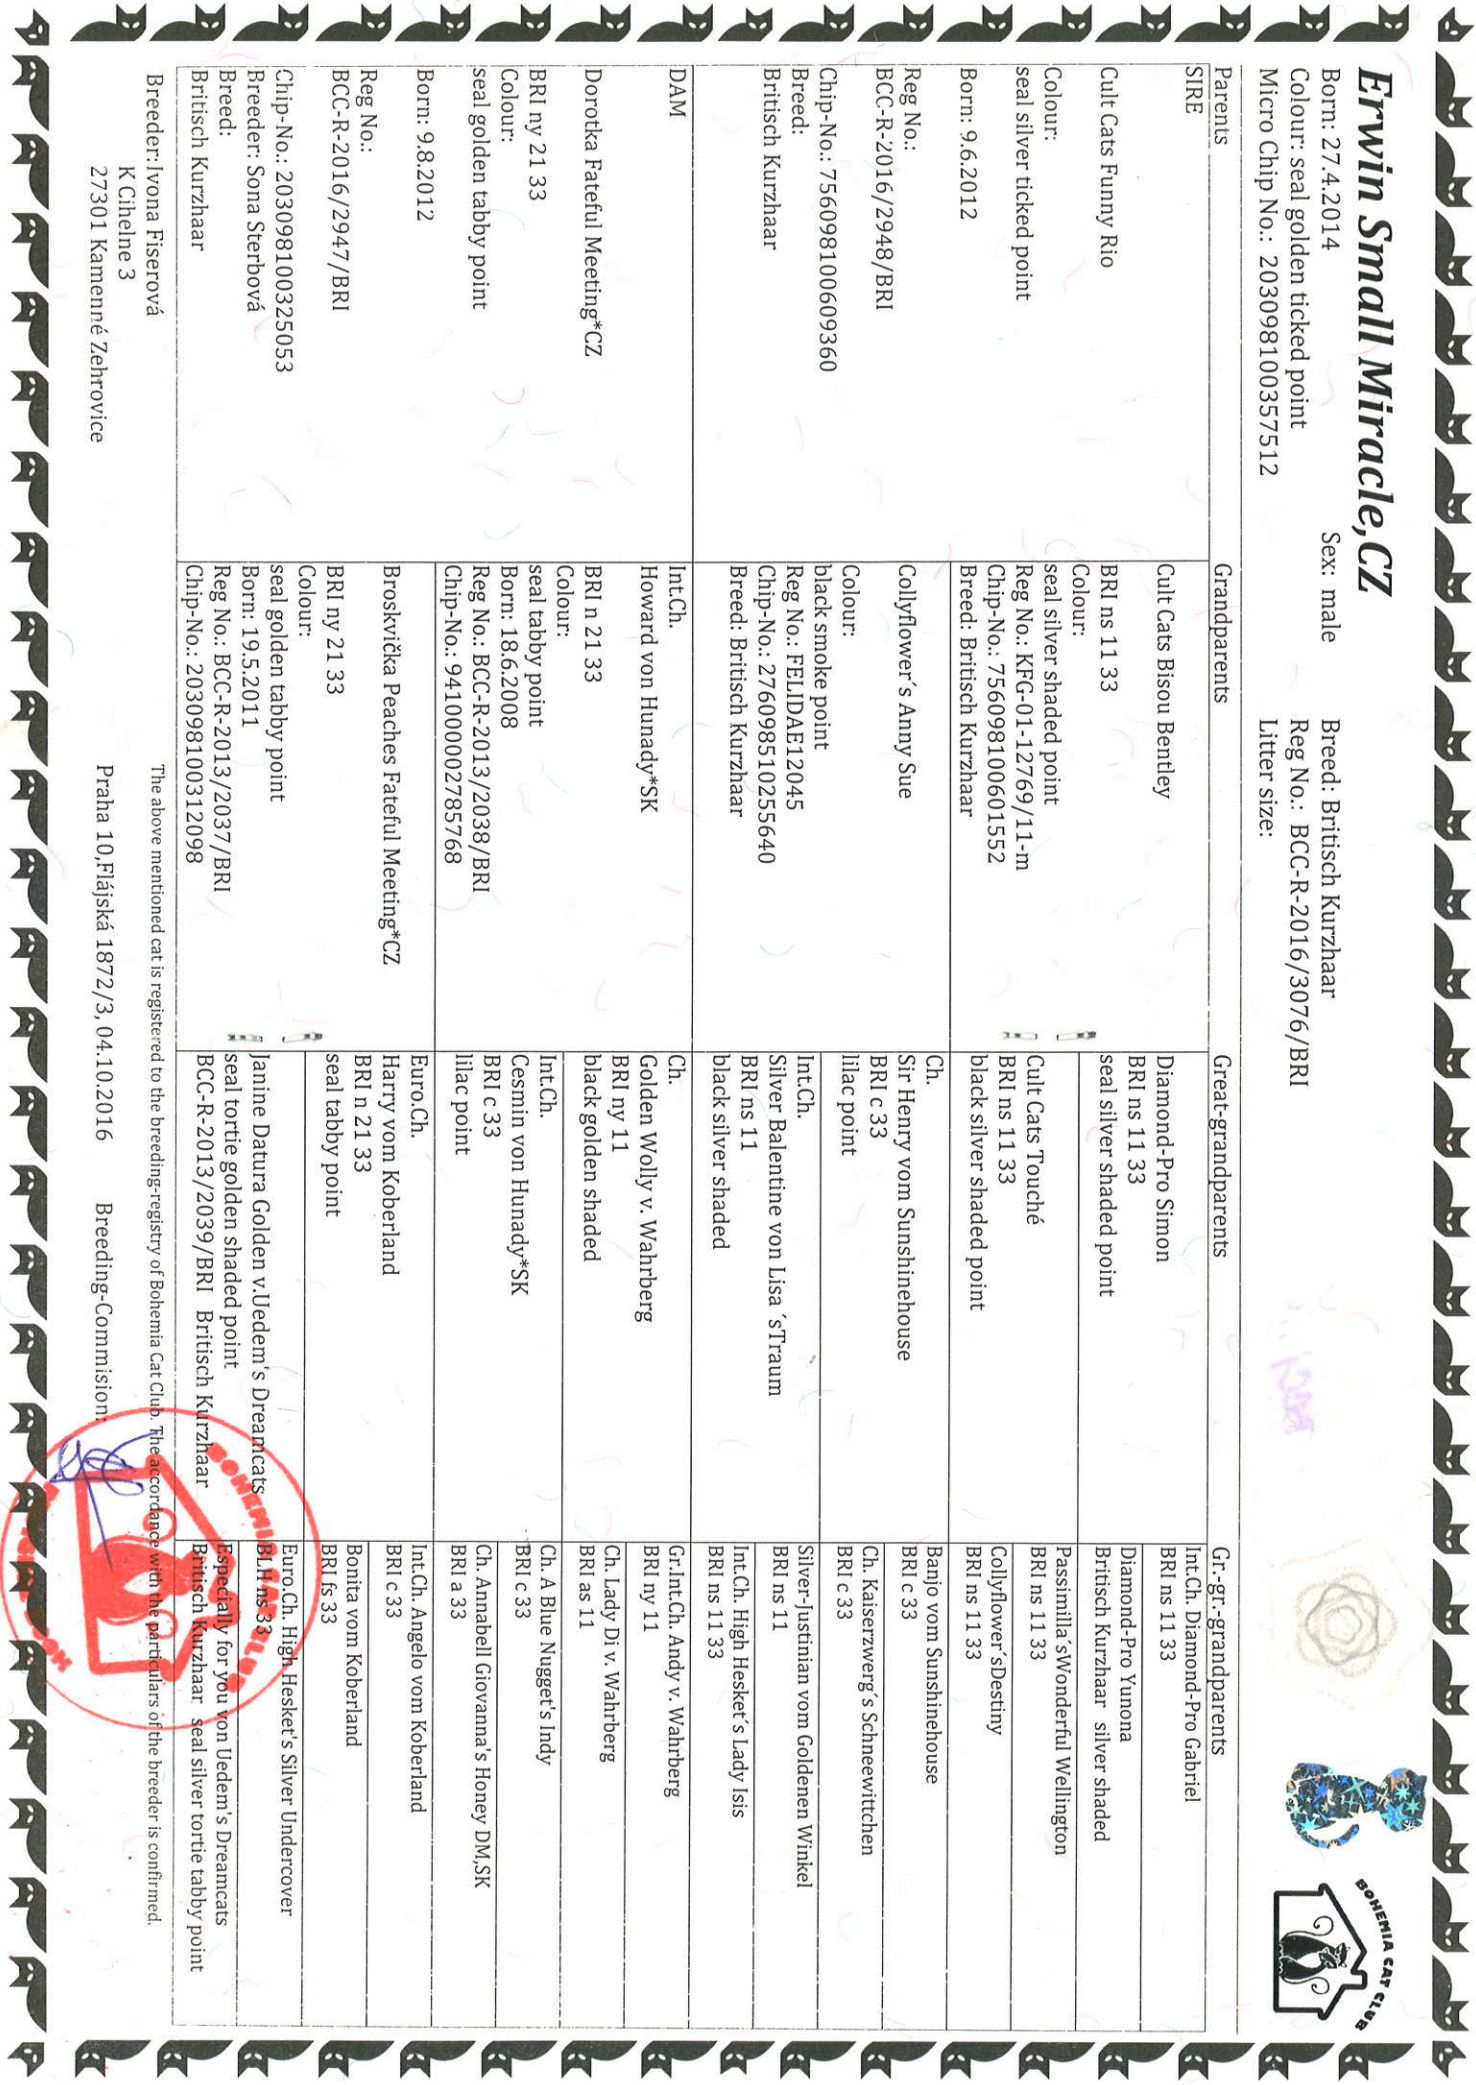 Erwin Small Miracle,CZ
Born: 27.4.2014 Sex: male Breed: Britisch Kurzhaar
Colour: seal golden ticked point Reg No.: BCC-R-2016/3076/BRI
Micro Chip No.: 203098100357512 Litter size:
BOHEMIA CAT CLUB
Parents Grandparents Great-grandparents Gr.-gr.-grandparents
SIRE
Cult Cats Funny Rio
Colour:
seal silver ticked point
Born: 9.6.2012
Reg No.:
BCC-R-2016/2948/BRI
Chip-No.: 756098100609360
Breed:
Britisch Kurzhaar
DAM
Dorotka Fateful Meeting*CZ
BRI ny 21 33
Colour:
seal golden tabby point
Born: 9.8.2012
Reg No.:
BCC-R-2016/2947/BRI
Chip-No.: 203098100325053
Breeder: Sona Sterbová
Breed:
Britisch Kurzhaar
Cult Cats Bisou Bentley
BRI ns 11 33
Colour:
seal silver shaded point
Reg No.: KFG-01-12769/11-m
Chip-No.: 756098100601552
Breed: Britisch Kurzhaar
Collyflower´s Anny Sue
Colour:
black smoke point
Reg No.: FELIDAE12045
Chip-No.: 276098510255640
Breed: Britisch Kurzhaar
Int.Ch.
Howard von Hunady*SK
BRI n 21 33
Colour:
seal tabby point
Born: 18.6.2008
Reg No.: BCC-R-2013/2038/BRI
Chip-No.: 941000002785768
Broskvička Peaches Fateful Meeting*CZ
BRI ny 21 33
Colour:
seal golden tabby point
Born: 19.5.2011
Reg No.: BCC-R-2013/2037/BRI
Chip-No.: 203098100312098
Diamond-Pro Simon
BRI ns 11 33
seal silver shaded point
Cult Cats Touché
BRI ns 11 33
black silver shaded point
Ch.
Sir Henry vom Sunshinehouse
BRI c 33
lilac point
Int.Ch.
Silver Balentine von Lisa ´sTraum
BRI ns 11
black silver shaded
Ch.
Golden Wolly v. Wahrberg
BRI ny 11
black golden shaded
Int.Ch.
Cesmin von Hunady*SK
BRI c 33
lilac point
Euro.Ch.
Harry vom Koberland
BRI n 21 33
seal tabby point
Janine Datura Golden v.Uedem's Dreamcats
seal tortie golden shaded point
BCC-R-2013/2039/BRI Britisch Kurzhaar
Int.Ch. Diamond-Pro Gabriel
BRI ns 11 33
Diamond-Pro Yunona
Britisch Kurzhaar silver shaded
Passimilla´sWonderful Wellington
BRI ns 11 33
Collyflower´sDestiny
BRI ns 11 33
Banjo vom Sunshinehouse
BRI c 33
Ch. Kaiserzwerg´s Schneewittchen
BRI c 33
Silver-Justinian vom Goldenen Winkel
BRI ns 11
Int.Ch. High Hesket´s Lady Isis
BRI ns 11 33
Gr.Int.Ch. Andy v. Wahrberg
BRI ny 11
Ch. Lady Di v. Wahrberg
BRI as 11
Ch. A Blue Nugget's Indy
BRI c 33
Ch. Annabell Giovanna's Honey DM,SK
BRI a 33
Int.Ch. Angelo vom Koberland
BRI c 33
Bonita vom Koberland
BRI fs 33
Euro.Ch. High Hesket's Silver Undercover
BLH ns 33
Especially for you von Uedem's Dreamcats
Britisch Kurzhaar seal silver tortie tabby point
Breeder: Ivona Fiserová
K Cihelne 3
27301 Kamenné Zehrovice
The above mentioned cat is registered to the breeding-registry of Bohemia Cat Club. The accordance with the particulars of the breeder is confirmed.
Praha 10,Flájská 1872/3, 04.10.2016 Breeding-Commision:
BOHEMIA CAT CLUB